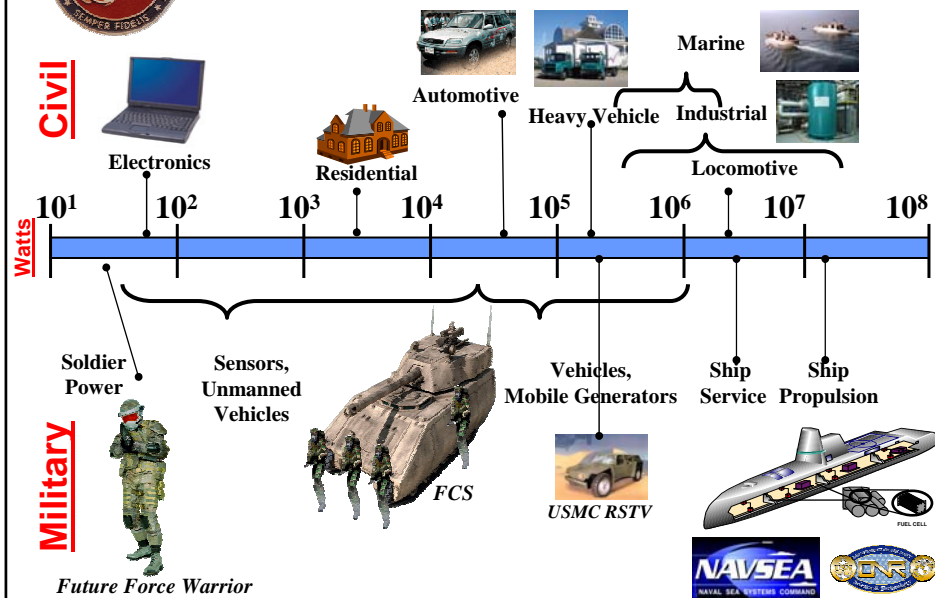 SEMPER FIDELIS
Civil
Marine
Automotive
Heavy Vehicle
Industrial
Electronics
Residential
Locomotive
10¹ 10² 10³ 10⁴ 10⁵ 10⁶ 10⁷ 10⁸
Watts
Soldier
Power
Sensors,
Unmanned
Vehicles
Vehicles,
Mobile Generators
Ship
Service
Ship
Propulsion
Military
FCS
USMC RSTV
FUEL CELL
Future Force Warrior
NAVSEA
NAVAL SEA SYSTEMS COMMAND
ONR